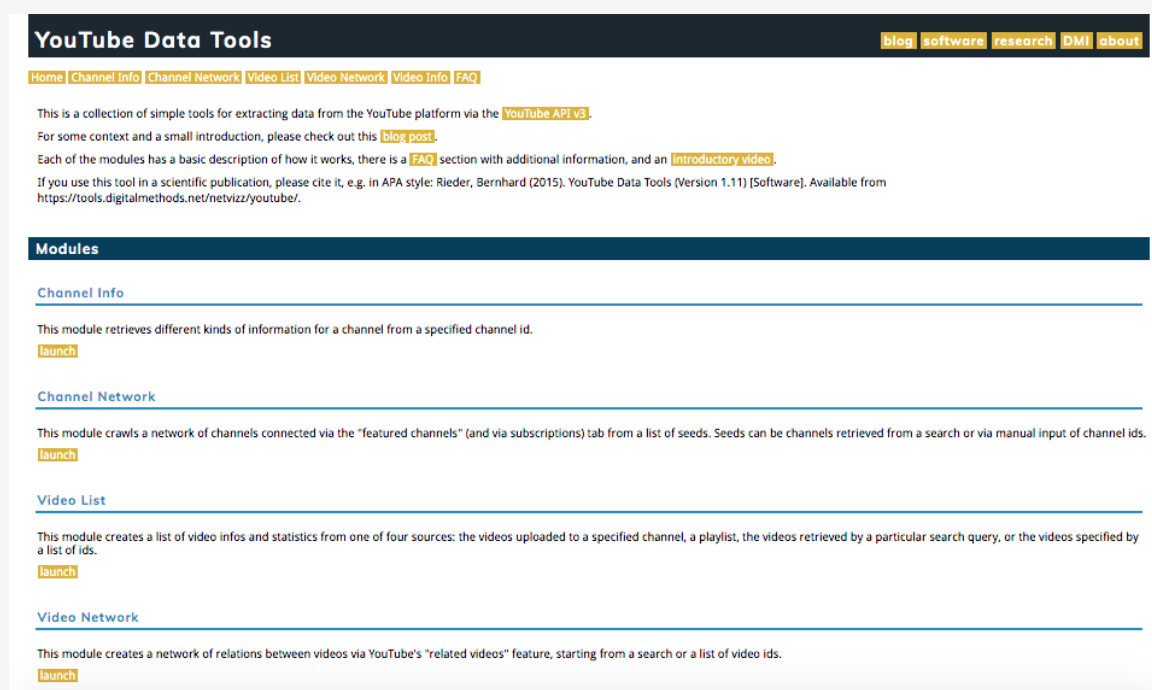 YouTube Data Tools
blog software research DMI about
Home Channel Info Channel Network Video List Video Network Video Info FAQ
This is a collection of simple tools for extracting data from the YouTube platform via the YouTube API v3.
For some context and a small introduction, please check out this blog post.
Each of the modules has a basic description of how it works, there is a FAQ section with additional information, and an introductory video.
If you use this tool in a scientific publication, please cite it, e.g. in APA style: Rieder, Bernhard (2015). YouTube Data Tools (Version 1.11) [Software]. Available from
https://tools.digitalmethods.net/netvizz/youtube/.
Modules
Channel Info
This module retrieves different kinds of information for a channel from a specified channel id.
launch
Channel Network
This module crawls a network of channels connected via the "featured channels" (and via subscriptions) tab from a list of seeds. Seeds can be channels retrieved from a search or via manual input of channel ids.
launch
Video List
This module creates a list of video infos and statistics from one of four sources: the videos uploaded to a specified channel, a playlist, the videos retrieved by a particular search query, or the videos specified by
a list of ids.
launch
Video Network
This module creates a network of relations between videos via YouTube's "related videos" feature, starting from a search or a list of video ids.
launch